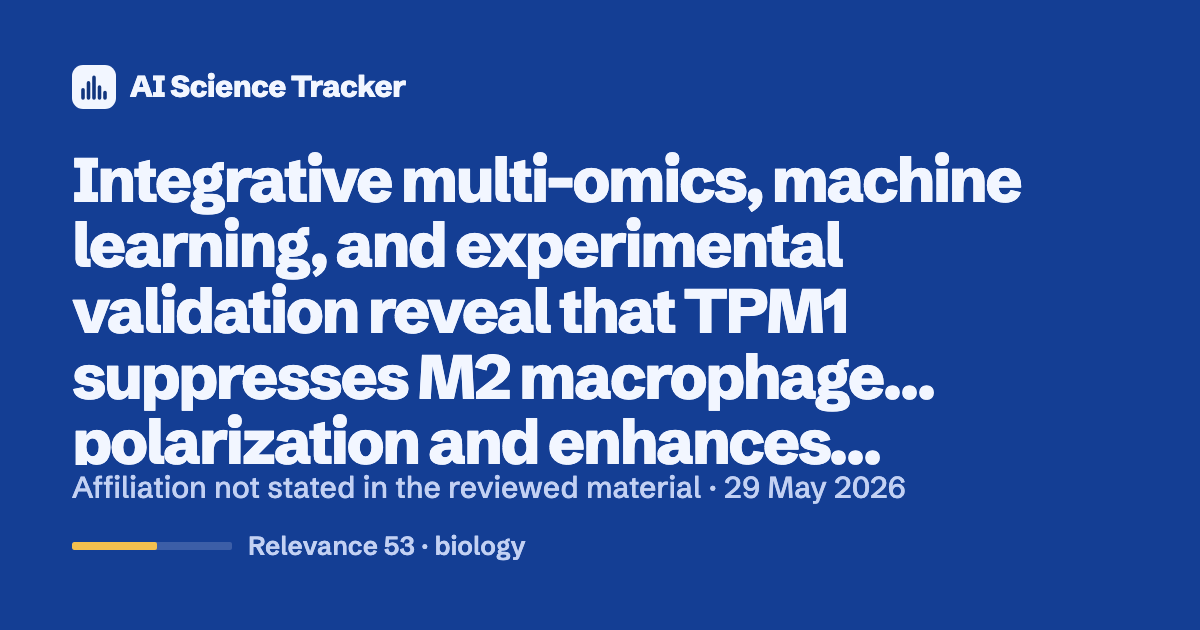 AI Science Tracker
Integrative multi-omics, machine
learning, and experimental
validation reveal that TPM1
suppresses M2 macrophage...
polarization and enhances...
Affiliation not stated in the reviewed material · 29 May 2026
Relevance 53 · biology